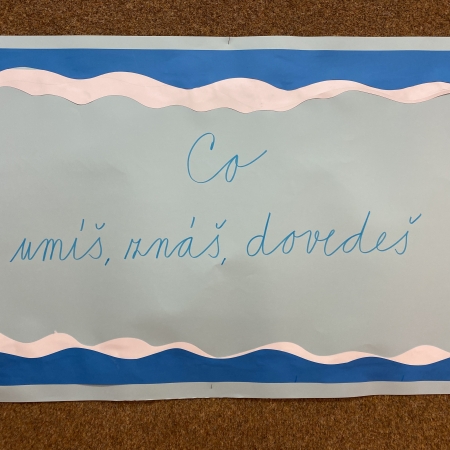 Co
umíš, znáš, dovedeš